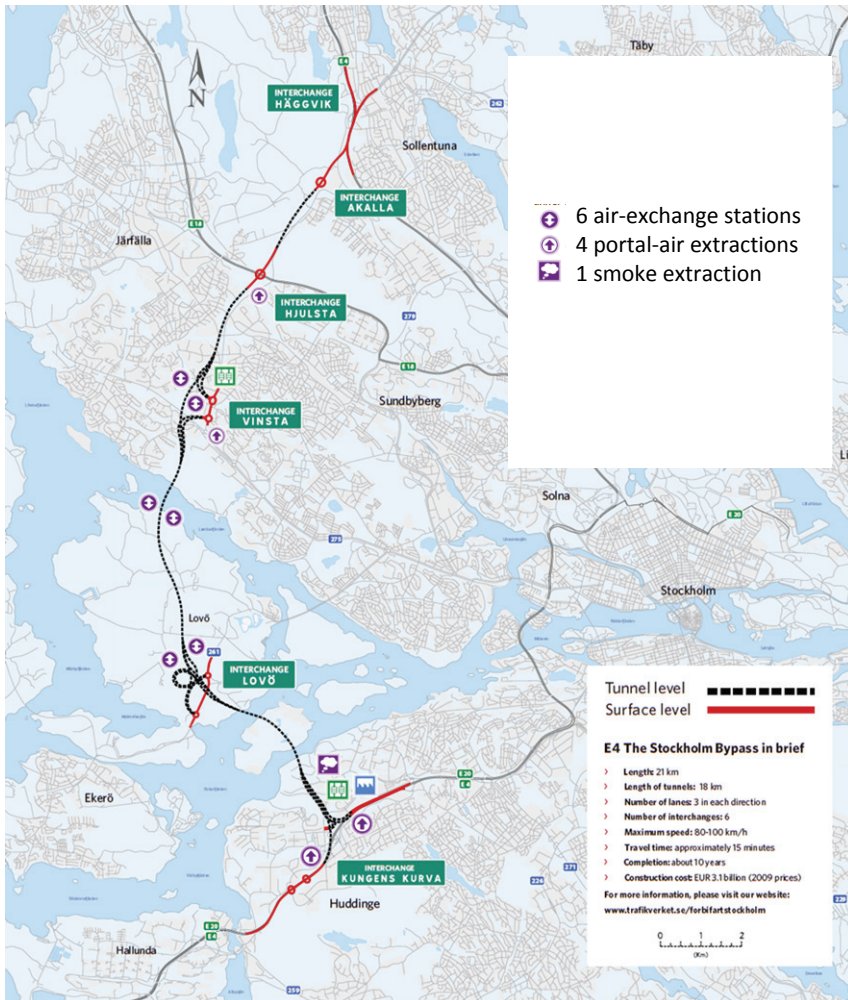 Täby
E4
INTERCHANGE
HÄGGVIK
N
262
Sollentuna
INTERCHANGE
AKALLA
E18
Järfälla
INTERCHANGE
HJULSTA
279
E18
Sundbyberg
INTERCHANGE
VINSTA
6 air-exchange stations
4 portal-air extractions
1 smoke extraction
Solna
E 20
275
Stockholm
Lovö
261
INTERCHANGE
LOVÖ
Ekerö
E 20
E4
INTERCHANGE
KUNGENS KURVA
Huddinge
271
226
229
E 20
E4
Hallunda
259
Tunnel level
Surface level
E4 The Stockholm Bypass in brief
› Length: 21 km
› Length of tunnels: 18 km
› Number of lanes: 3 in each direction
› Number of interchanges: 6
› Maximum speed: 80-100 km/h
› Travel time: approximately 15 minutes
› Completion: about 10 years
› Construction cost: EUR 3.1 billion (2009 prices)
For more information, please visit our website:
www.trafikverket.se/forbifartstockholm
0 1 2
(Km)